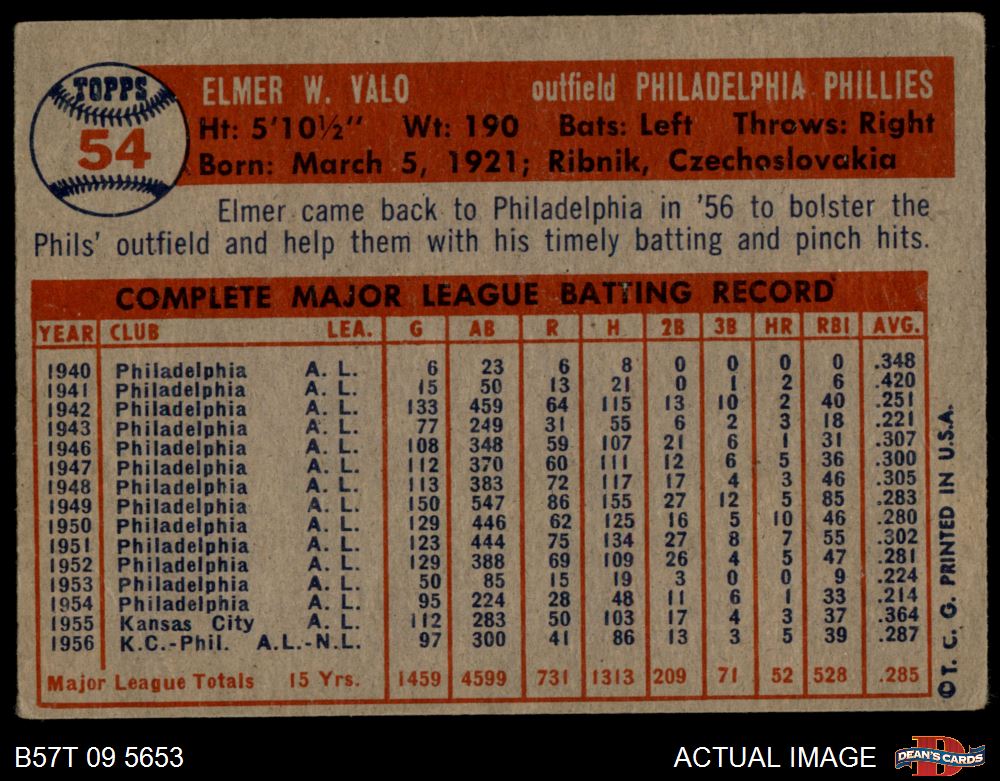 TOPPS
54
ELMER W. VALO outfield PHILADELPHIA PHILLIES
Ht: 5'10½" Wt: 190 Bats: Left Throws: Right
Born: March 5, 1921; Ribnik, Czechoslovakia
Elmer came back to Philadelphia in '56 to bolster the
Phils' outfield and help them with his timely batting and pinch hits.
COMPLETE MAJOR LEAGUE BATTING RECORD
YEAR CLUB LEA. G AB R H 2B 3B HR RBI AVG.
1940 Philadelphia A. L. 6 23 6 8 0 0 0 0 .348
1941 Philadelphia A. L. 15 50 13 21 0 1 2 6 .420
1942 Philadelphia A. L. 133 459 64 115 13 10 2 40 .251
1943 Philadelphia A. L. 77 249 31 55 6 2 3 18 .221
1946 Philadelphia A. L. 108 348 59 107 21 6 1 31 .307
1947 Philadelphia A. L. 112 370 60 111 12 6 5 36 .300
1948 Philadelphia A. L. 113 383 72 117 17 4 3 46 .305
1949 Philadelphia A. L. 150 547 86 155 27 12 5 85 .283
1950 Philadelphia A. L. 129 446 62 125 16 5 10 46 .280
1951 Philadelphia A. L. 123 444 75 134 27 8 7 55 .302
1952 Philadelphia A. L. 129 388 69 109 26 4 5 47 .281
1953 Philadelphia A. L. 50 85 15 19 3 0 0 9 .224
1954 Philadelphia A. L. 95 224 28 48 11 6 1 33 .214
1955 Kansas City A. L. 112 283 50 103 17 4 3 37 .364
1956 K.C.-Phil. A.L.-N.L. 97 300 41 86 13 3 5 39 .287
Major League Totals 15 Yrs. 1459 4599 731 1313 209 71 52 528 .285
© T. C. G. PRINTED IN U.S.A.
B57T 09 5653
ACTUAL IMAGE
DEAN'S CARDS